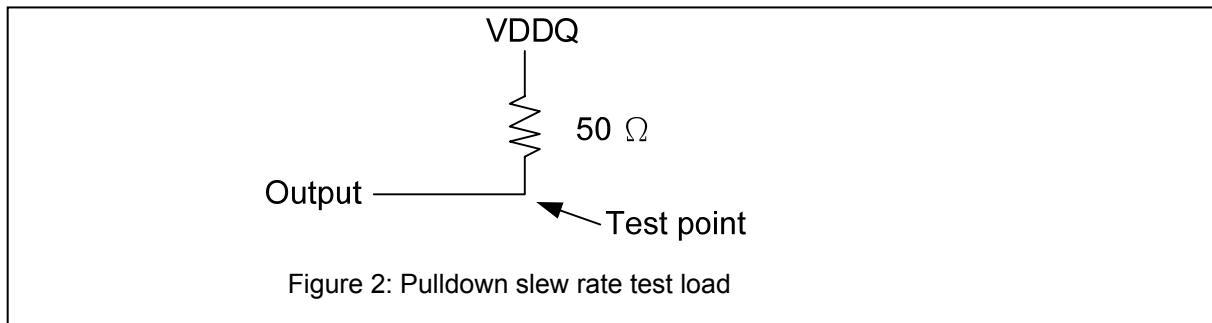 VDDQ
50 Ω
Output
Test point
Figure 2: Pulldown slew rate test load